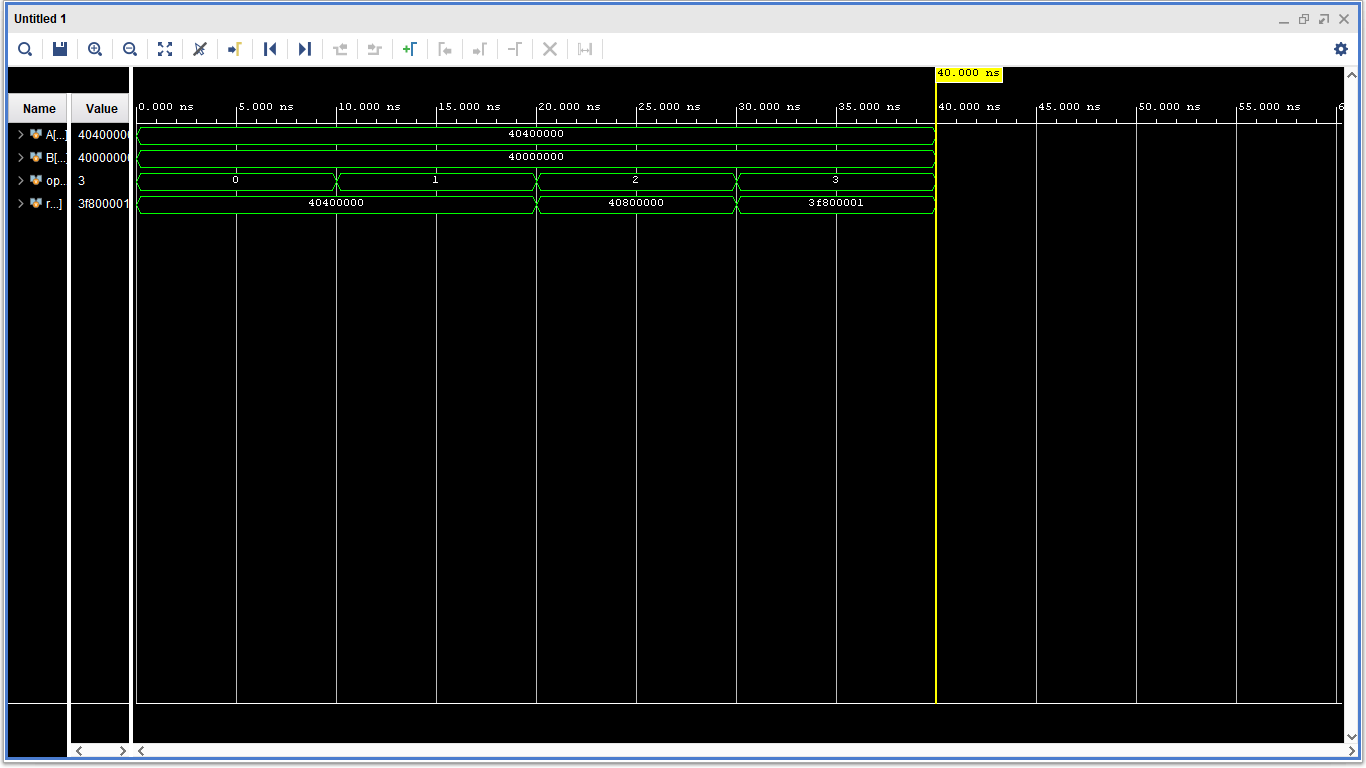 Untitled 1
40.000 ns
Name Value
0.000 ns 5.000 ns 10.000 ns 15.000 ns 20.000 ns 25.000 ns 30.000 ns 35.000 ns 40.000 ns 45.000 ns 50.000 ns 55.000 ns 6
A[...] 4040000 40400000
B[...] 4000000 40000000
op... 3 0 1 2 3
r...] 3f800001 40400000 40800000 3f800001